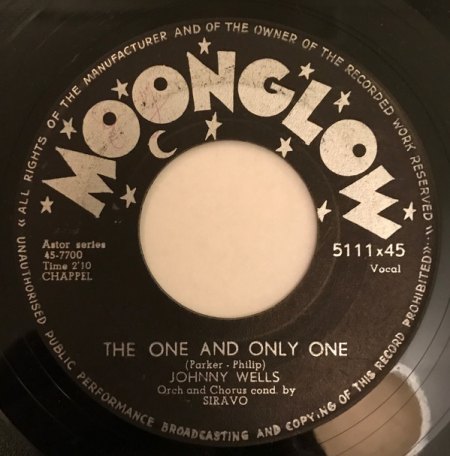 «ALL RIGHTS OF THE MANUFACTURER AND OF THE OWNER OF THE RECORDED WORK RESERVED
MOONGLOW
Astor series
45-7700
Time 2'10
CHAPPEL
5111x45
Vocal
THE ONE AND ONLY ONE
(Parker - Philip)
JOHNNY WELLS
Orch and Chorus cond. by
SIRAVO
UNAUTHORISED PUBLIC PERFORMANCE BROADCASTING AND COPYING OF THIS RECORD PROHIBITED»